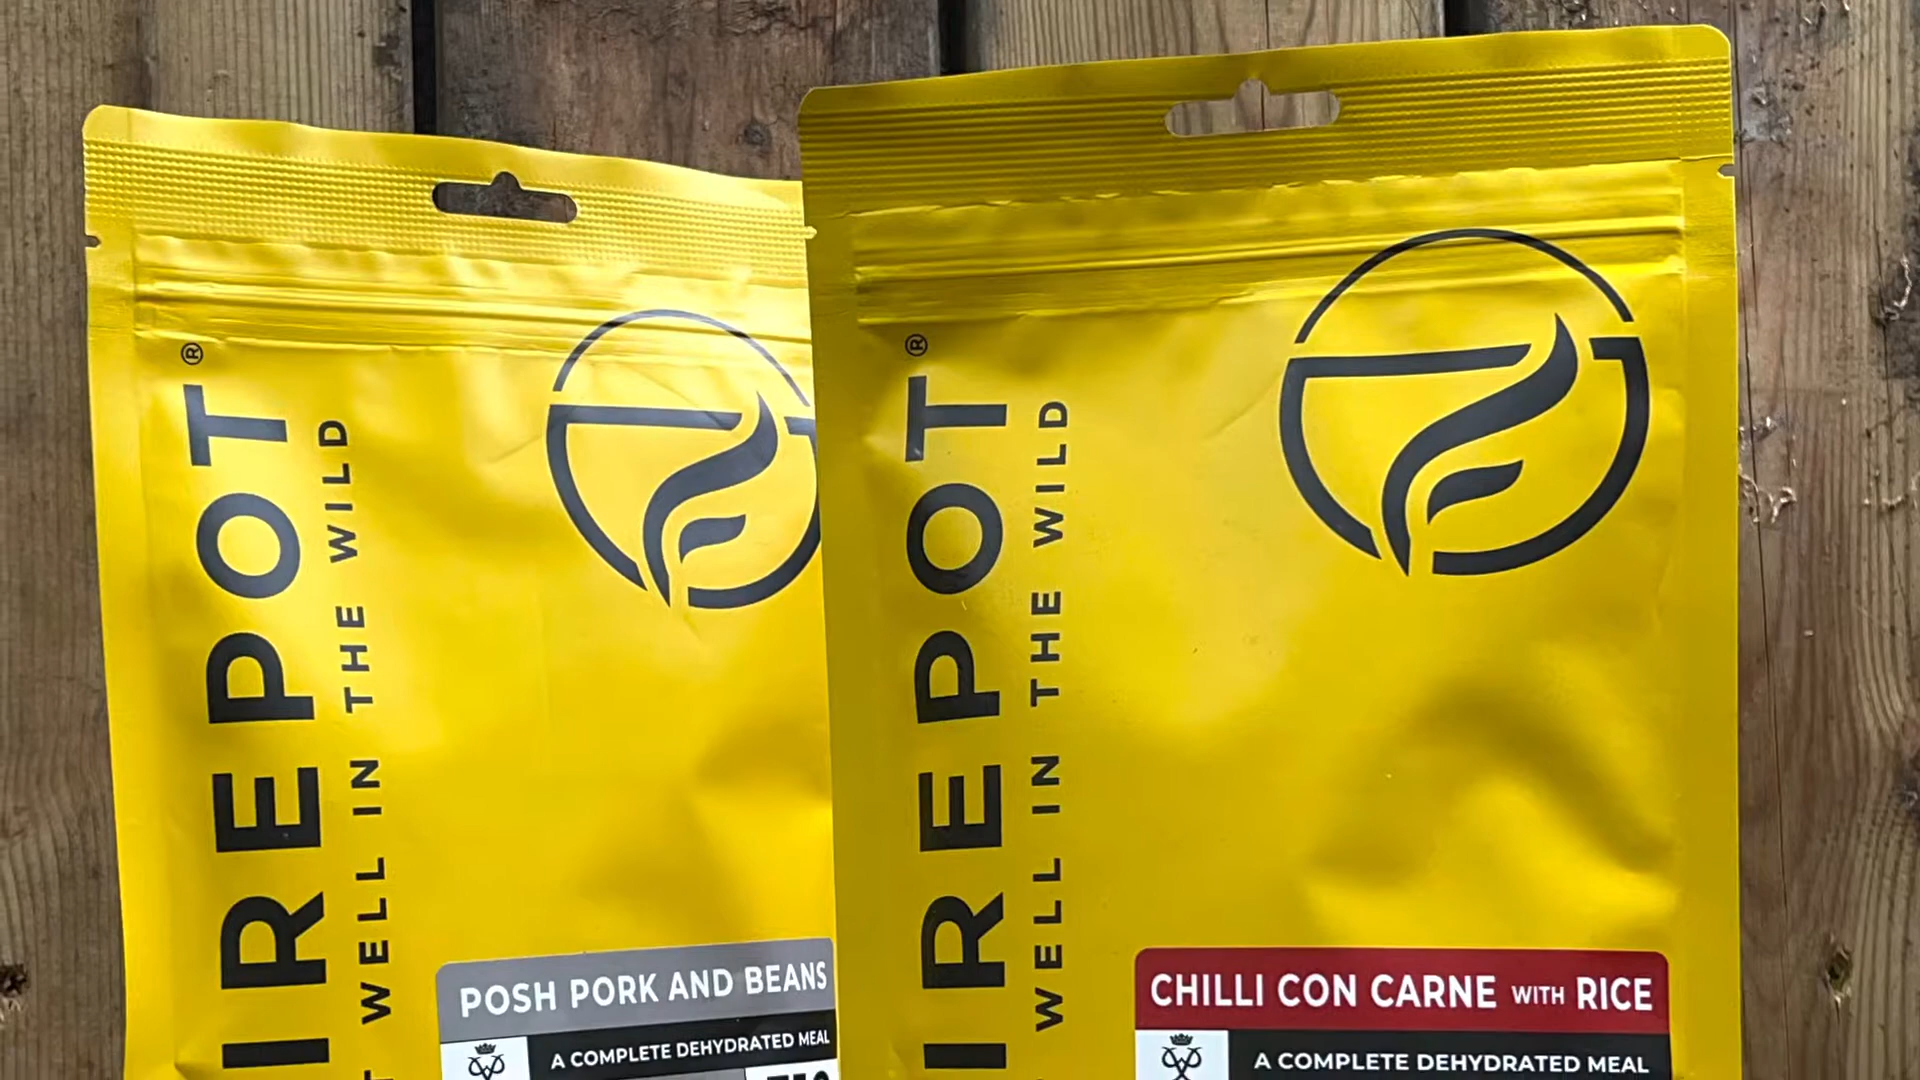 IREPOT®
WELL IN THE WILD
POSH PORK AND BEANS
A COMPLETE DEHYDRATED MEAL
IREPOT®
WELL IN THE WILD
CHILLI CON CARNE WITH RICE
A COMPLETE DEHYDRATED MEAL